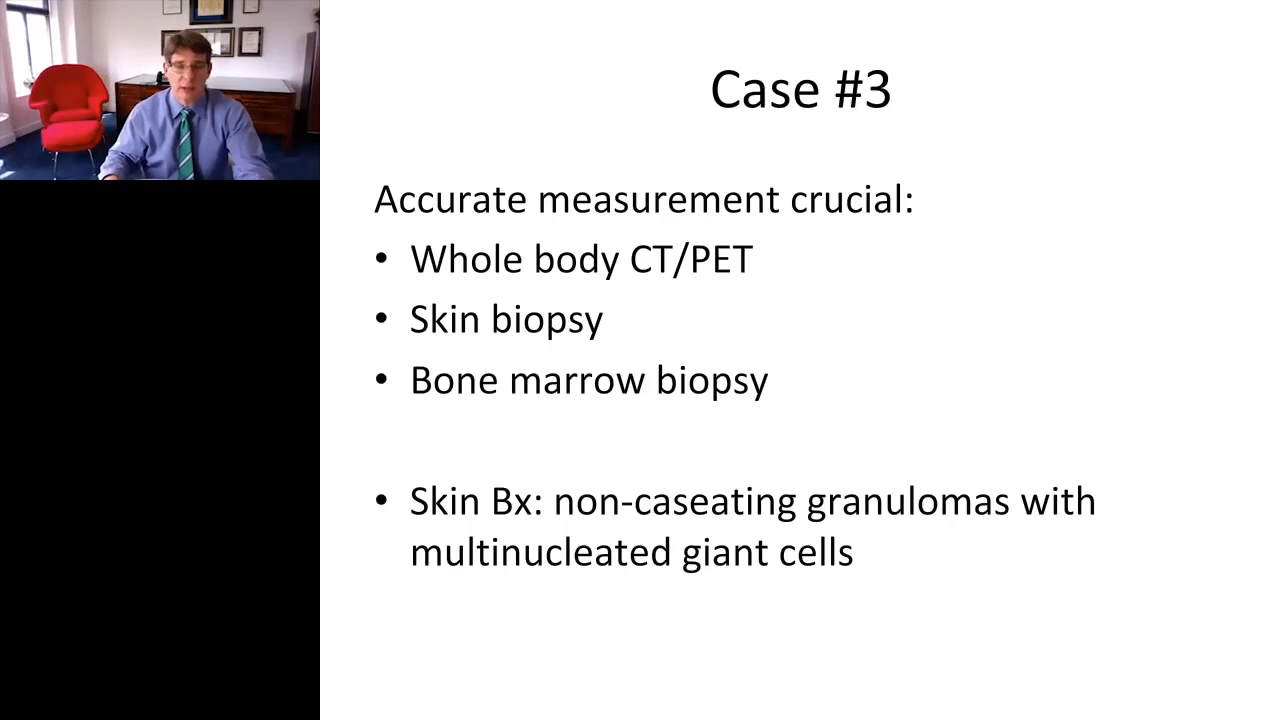 Case #3
Accurate measurement crucial:
• Whole body CT/PET
• Skin biopsy
• Bone marrow biopsy
• Skin Bx: non-caseating granulomas with
multinucleated giant cells